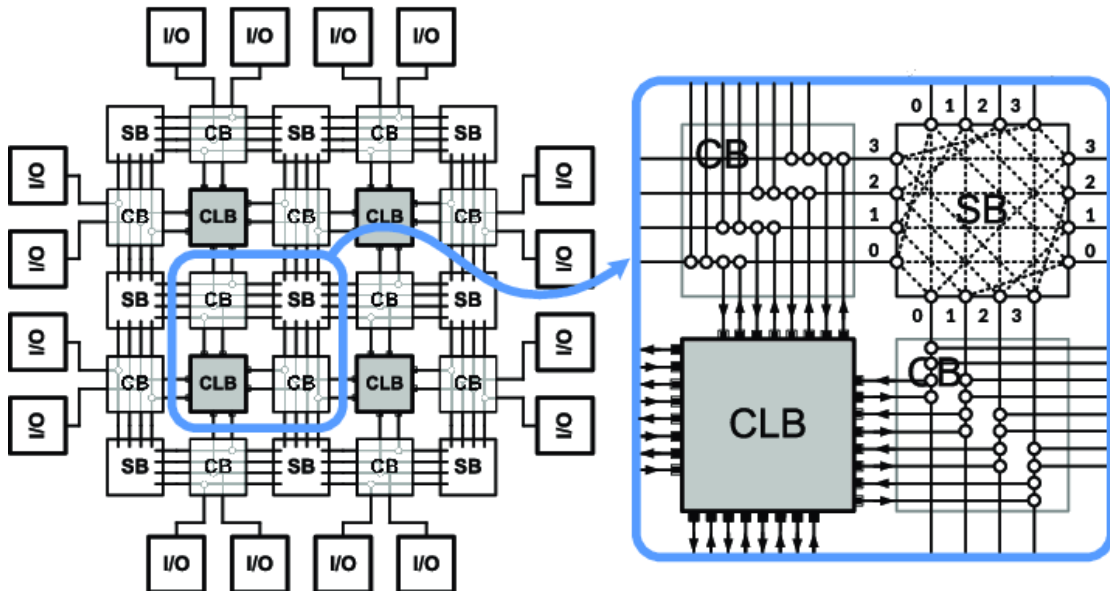 I/O I/O I/O I/O
SB CB SB CB SB
I/O I/O
CB CLB CB CLB CB
I/O I/O
SB CB SB CB SB
I/O I/O
CB CLB CB CLB CB
I/O I/O
SB CB SB CB SB
I/O I/O I/O I/O
0 1 2 3
CB
3 3
2 SB 2
1 1
0 0
0 1 2 3
CB
CLB